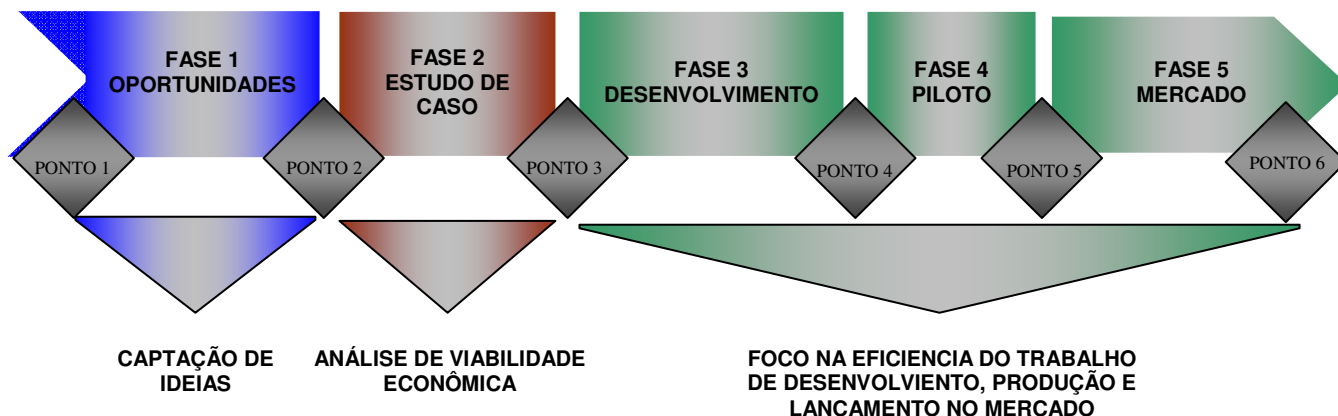 FASE 1
OPORTUNIDADES
FASE 2
ESTUDO DE
CASO
FASE 3
DESENVOLVIMENTO
FASE 4
PILOTO
FASE 5
MERCADO
PONTO 1
PONTO 2
PONTO 3
PONTO 4
PONTO 5
PONTO 6
CAPTAÇÃO DE
IDEIAS
ANÁLISE DE VIABILIDADE
ECONÔMICA
FOCO NA EFICIENCIA DO TRABALHO
DE DESENVOLVIENTO, PRODUÇÃO E
LANCAMENTO NO MERCADO